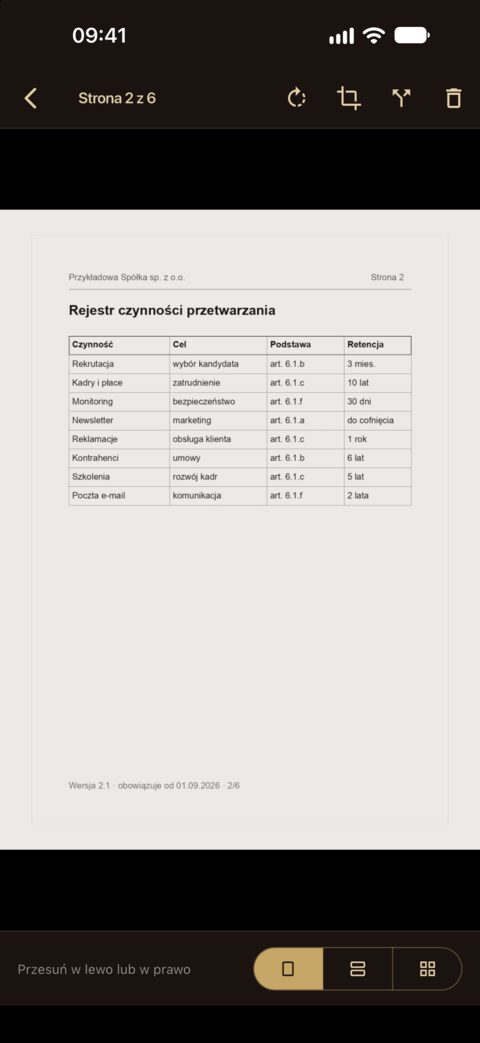 09:41
Strona 2 z 6
Przykładowa Spółka sp. z o.o. Strona 2
Rejestr czynności przetwarzania
Czynność Cel Podstawa Retencja
Rekrutacja wybór kandydata art. 6.1.b 3 mies.
Kadry i płace zatrudnienie art. 6.1.c 10 lat
Monitoring bezpieczeństwo art. 6.1.f 30 dni
Newsletter marketing art. 6.1.a do cofnięcia
Reklamacje obsługa klienta art. 6.1.c 1 rok
Kontrahenci umowy art. 6.1.b 6 lat
Szkolenia rozwój kadr art. 6.1.c 5 lat
Poczta e-mail komunikacja art. 6.1.f 2 lata
Wersja 2.1 · obowiązuje od 01.09.2026 · 2/6
Przesuń w lewo lub w prawo